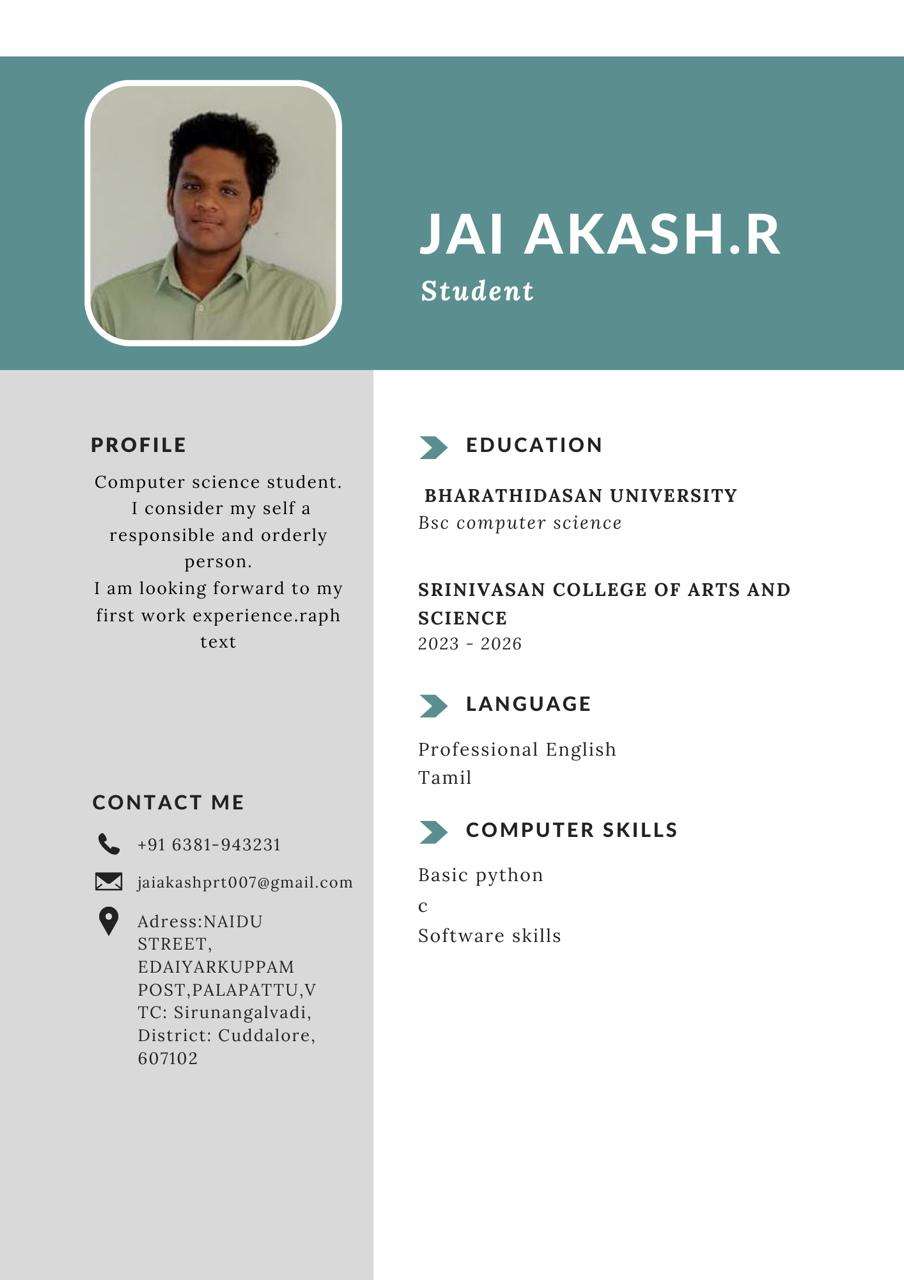 JAI AKASH.R
Student
PROFILE
Computer science student.
I consider my self a
responsible and orderly
person.
I am looking forward to my
first work experience.raph
text
CONTACT ME
+91 6381-943231
jaiakashprt007@gmail.com
Adress:NAIDU
STREET,
EDAIYARKUPPAM
POST,PALAPATTU,V
TC: Sirunangalvadi,
District: Cuddalore,
607102
EDUCATION
BHARATHIDASAN UNIVERSITY
Bsc computer science
SRINIVASAN COLLEGE OF ARTS AND
SCIENCE
2023 - 2026
LANGUAGE
Professional English
Tamil
COMPUTER SKILLS
Basic python
c
Software skills